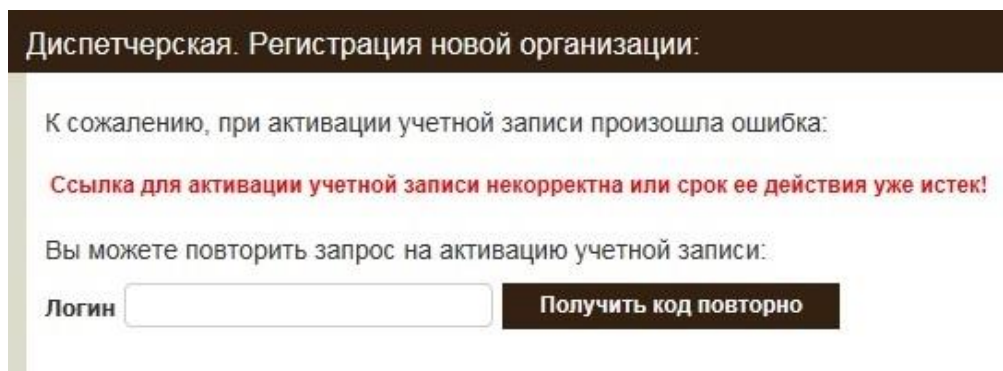 Диспетчерская. Регистрация новой организации:
К сожалению, при активации учетной записи произошла ошибка:
Ссылка для активации учетной записи некорректна или срок ее действия уже истек!
Вы можете повторить запрос на активацию учетной записи:
Логин Получить код повторно